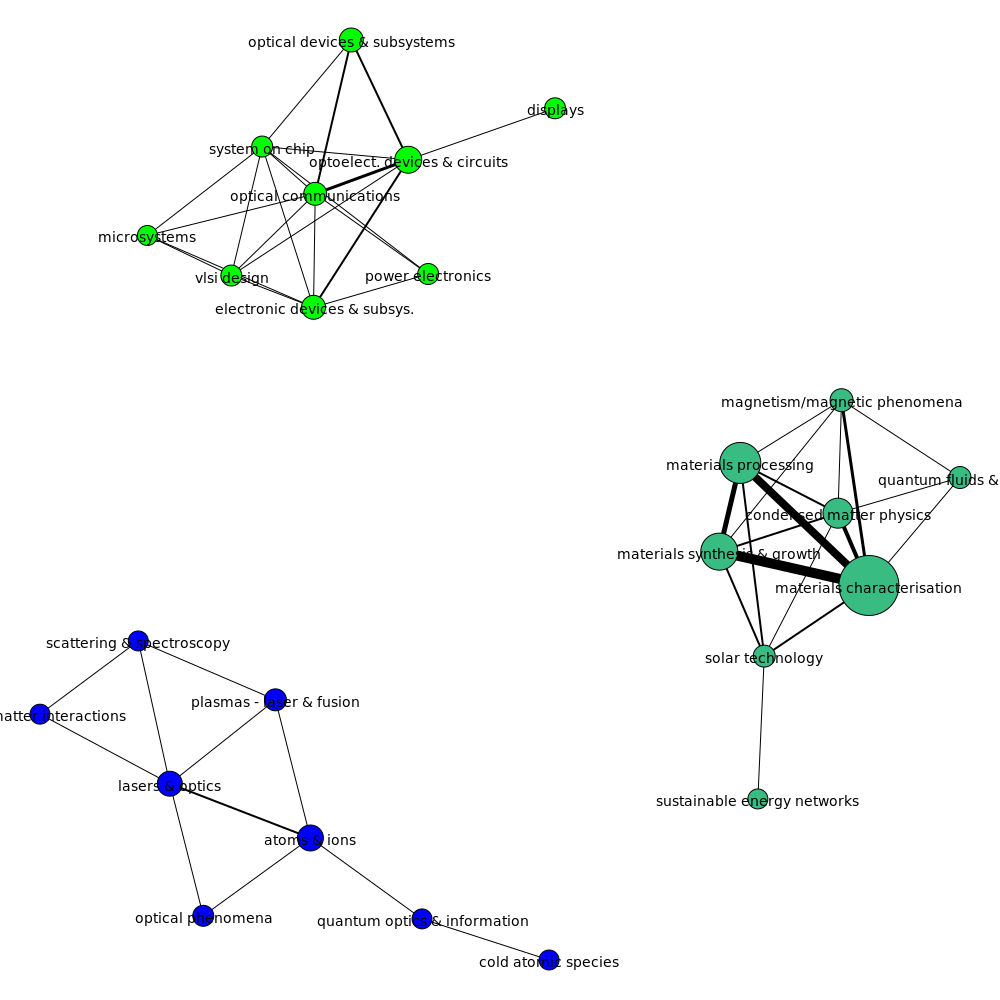 optical devices & subsystems
displays
system on chip
optoelect. devices & circuits
optical communications
microsystems
vlsi design
power electronics
electronic devices & subsys.
magnetism/magnetic phenomena
materials processing
quantum fluids &
condensed matter physics
materials synthesis & growth
materials characterisation
scattering & spectroscopy
solar technology
plasmas - laser & fusion
matter interactions
lasers & optics
sustainable energy networks
atoms & ions
optical phenomena
quantum optics & information
cold atomic species